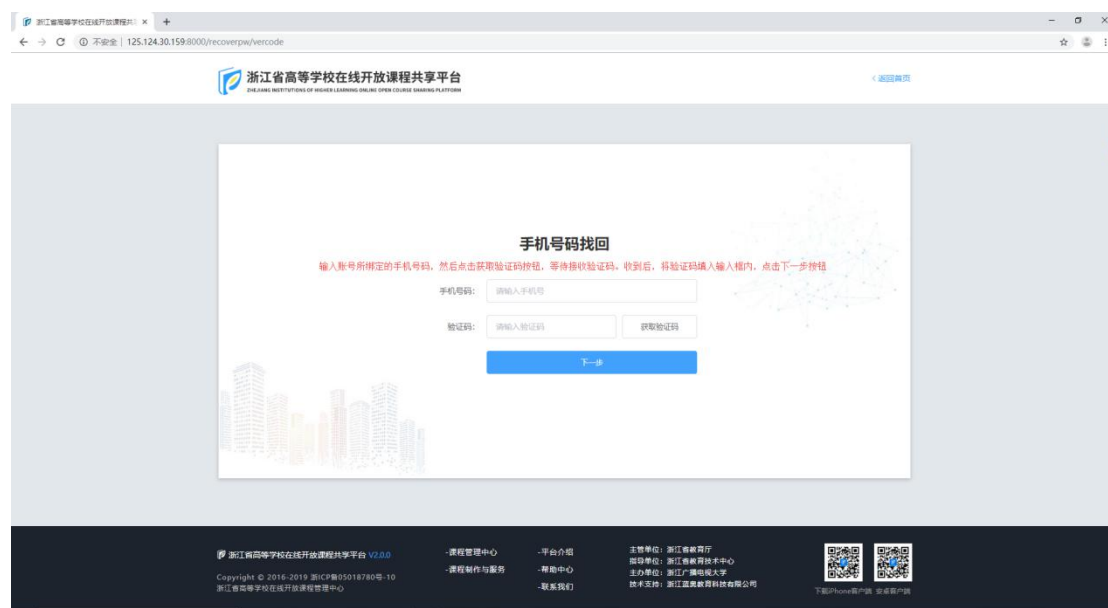 浙江省高等学校在线开放课程共享
不安全 | 125.124.30.159:8000/recoverpw/vercode
浙江省高等学校在线开放课程共享平台
ZHEJIANG INSTITUTIONS OF HIGHER LEARNING ONLINE OPEN COURSE SHARING PLATFORM
< 返回首页
手机号码找回
输入账号所绑定的手机号码，然后点击获取验证码按钮，等待接收验证码，收到后，将验证码填入输入框内，点击下一步按钮
手机号码：
请输入手机号
验证码：
请输入验证码
获取验证码
下一步
浙江省高等学校在线开放课程共享平台 V2.0.0
Copyright © 2016-2019 浙ICP备05018780号-10
浙江省高等学校在线开放课程管理中心
-课程管理中心
-课程制作与服务
-平台介绍
-帮助中心
-联系我们
主管单位：浙江省教育厅
指导单位：浙江省教育技术中心
主办单位：浙江广播电视大学
技术支持：浙江蓝奥教育科技有限公司
下载iPhone客户端 安卓客户端